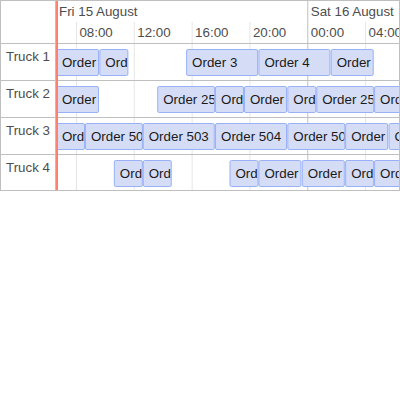 Fri 15 August Sat 16 August
08:00 12:00 16:00 20:00 00:00 04:00
Truck 1 Order Ord Order 3 Order 4 Order
Truck 2 Order Order 25 Ord Order Ord Order 25 Ord
Truck 3 Ord Order 50 Order 503 Order 504 Order 50 Order O
Truck 4 Ord Ord Ord Order Order Ord Ord